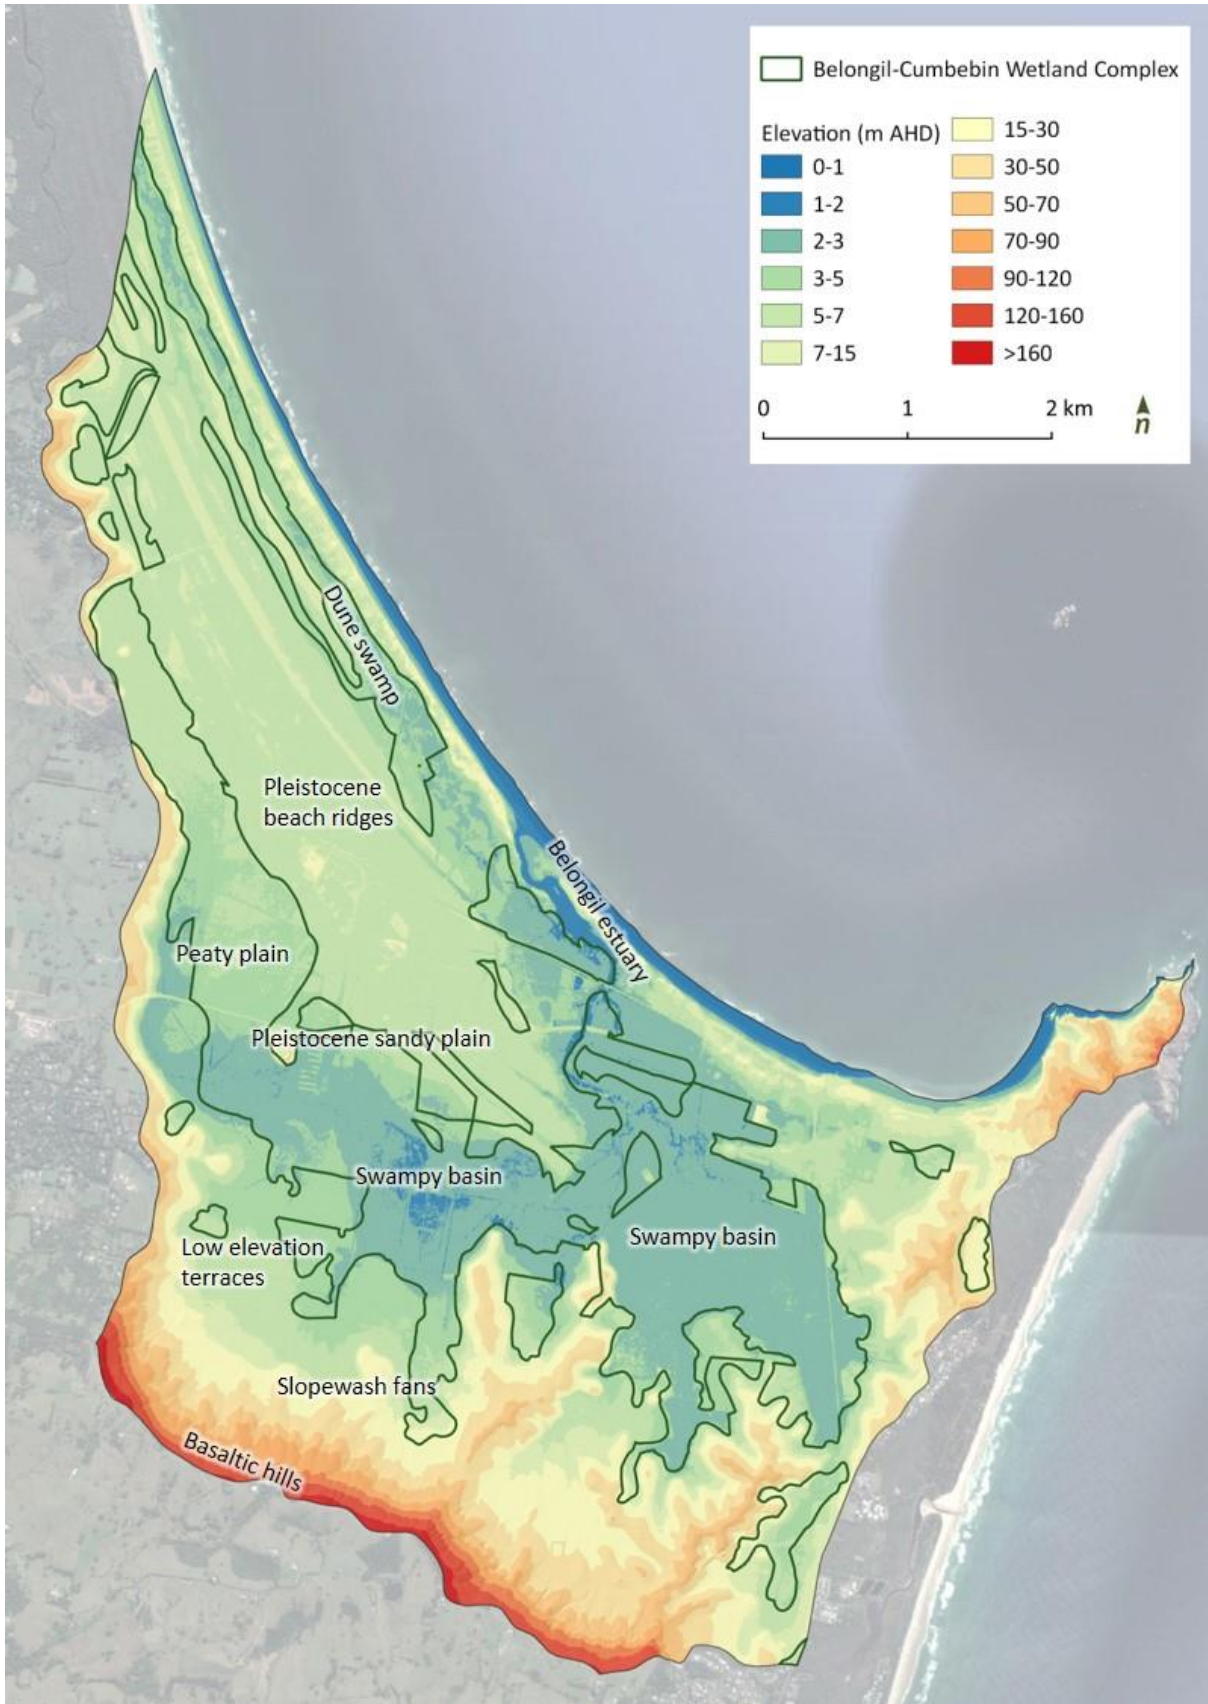 Belongil-Cumbebin Wetland Complex
Elevation (m AHD)
0-1
1-2
2-3
3-5
5-7
7-15
15-30
30-50
50-70
70-90
90-120
120-160
>160
0 1 2 km
n
Dune swamp
Pleistocene
beach ridges
Belongil estuary
Peaty plain
Pleistocene sandy plain
Swampy basin
Swampy basin
Low elevation
terraces
Slopewash fans
Basaltic hills